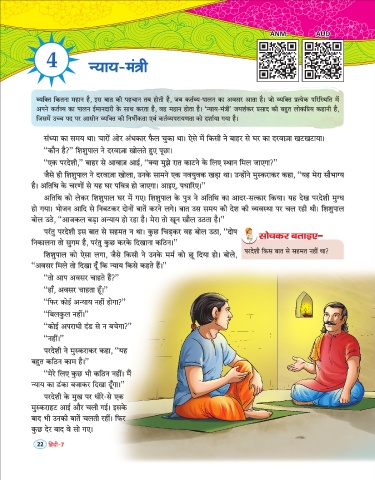 ANM
AUD
4
न्याय-मंत्री
व्यक्ति कितना महान है, इस बात की पहचान तब होती है, जब कर्तव्य-पालन का अवसर आता है। जो व्यक्ति प्रत्येक परिस्थिति में
अपने कर्तव्य का पालन ईमानदारी के साथ करता है, वह महान होता है। 'न्याय-मंत्री' जयशंकर प्रसाद की बहुत लोकप्रिय कहानी है,
जिसमें उच्च पद पर आसीन व्यक्ति की निर्भीकता एवं कर्तव्यपरायणता को दर्शाया गया है।
संध्या का समय था। चारों ओर अंधकार फैल चुका था। ऐसे में किसी ने बाहर से घर का दरवाज़ा खटखटाया।
"कौन है?" शिशुपाल ने दरवाज़ा खोलते हुए पूछा।
"एक परदेशी," बाहर से आवाज़ आई, "क्या मुझे रात काटने के लिए स्थान मिल जाएगा?"
जैसे ही शिशुपाल ने दरवाज़ा खोला, उनके सामने एक नवयुवक खड़ा था। उन्होंने मुस्कराकर कहा, "यह मेरा सौभाग्य
है। अतिथि के चरणों से यह घर पवित्र हो जाएगा। आइए, पधारिए!"
अतिथि को लेकर शिशुपाल घर में गए। शिशुपाल के पुत्र ने अतिथि का आदर-सत्कार किया। यह देख परदेशी मुग्ध
हो गया। भोजन आदि से निबटकर दोनों बातें करने लगे। बात उस समय की देश की व्यवस्था पर चल रही थी। शिशुपाल
बोल उठे, "आजकल बड़ा अन्याय हो रहा है। मेरा तो खून खौल उठता है।"
परंतु परदेशी इस बात से सहमत न था। कुछ चिढ़कर वह बोल उठा, "दोष
निकालना तो सुगम है, परंतु कुछ करके दिखाना कठिन।"
सोचकर बताइए–
परदेशी किस बात से सहमत नहीं था?
शिशुपाल को ऐसा लगा, जैसे किसी ने उनके मर्म को छू दिया हो। बोले,
"अवसर मिले तो दिखा दूँ कि न्याय किसे कहते हैं।"
"तो आप अवसर चाहते हैं?"
"हाँ, अवसर चाहता हूँ।"
"फिर कोई अन्याय नहीं होगा?"
"बिलकुल नहीं।"
"कोई अपराधी दंड से न बचेगा?"
"नहीं।"
परदेशी ने मुस्कराकर कहा, "यह
बहुत कठिन काम है।"
"मेरे लिए कुछ भी कठिन नहीं। मैं
न्याय का डंका बजाकर दिखा दूँगा।"
परदेशी के मुख पर धीरे-से एक
मुस्कराहट आई और चली गई। इसके
बाद भी उनकी बातें चलती रहीं। फिर
कुछ देर बाद वे सो गए।
22 हिंदी-7